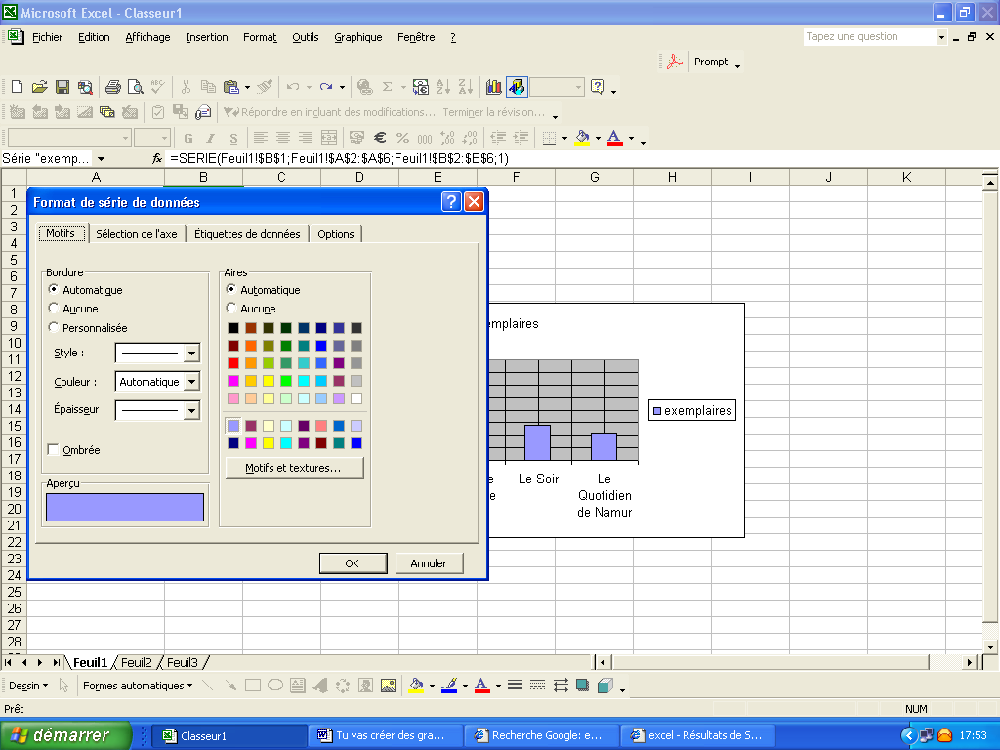 Microsoft Excel - Classeur1
Fichier Edition Affichage Insertion Format Outils Graphique Fenêtre ? Tapez une question
Prompt
Répondre en incluant des modifications... Terminer la révision...
G I S € % 000
Série "exemp... fx =SERIE(Feuil1!$B$1;Feuil1!$A$2:$A$6;Feuil1!$B$2:$B$6;1)
A B C D E F G H I J K
1
2
3
4
5
6
7
8
9
10
11
12
13
14
15
16
17
18
19
20
21
22
23
24
25
26
27
28
Format de série de données
Motifs Sélection de l'axe Étiquettes de données Options
Bordure
Automatique
Aucune
Personnalisée
Style :
Couleur : Automatique
Épaisseur :
Ombrée
Aperçu
Aires
Automatique
Aucune
Motifs et textures...
OK Annuler
emplaires
exemplaires
e
e
Le Soir
Le
Quotidien
de Namur
Feuil1 Feuil2 Feuil3
Dessin Formes automatiques
Prêt NUM
démarrer Classeur1 Tu vas créer des gra... Recherche Google: e... excel - Résultats de S... 17:53